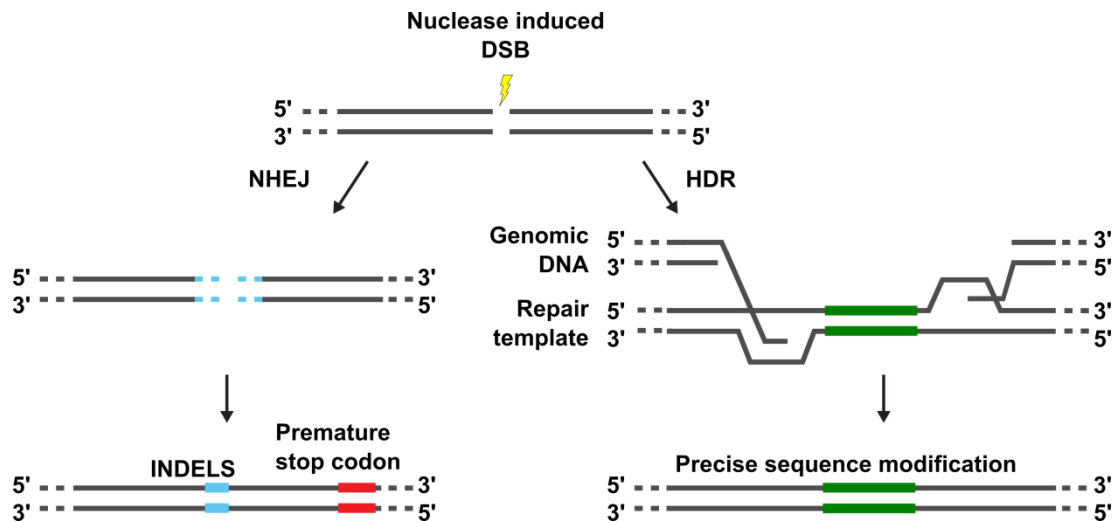 Nuclease induced
DSB
5' 3'
3' 5'
NHEJ HDR
5' 3'
3' 5'
Genomic 5' 3'
DNA 3' 5'
Repair 5' 3'
template 3' 5'
Premature
stop codon
INDELS
5' 3'
3' 5'
Precise sequence modification
5' 3'
3' 5'